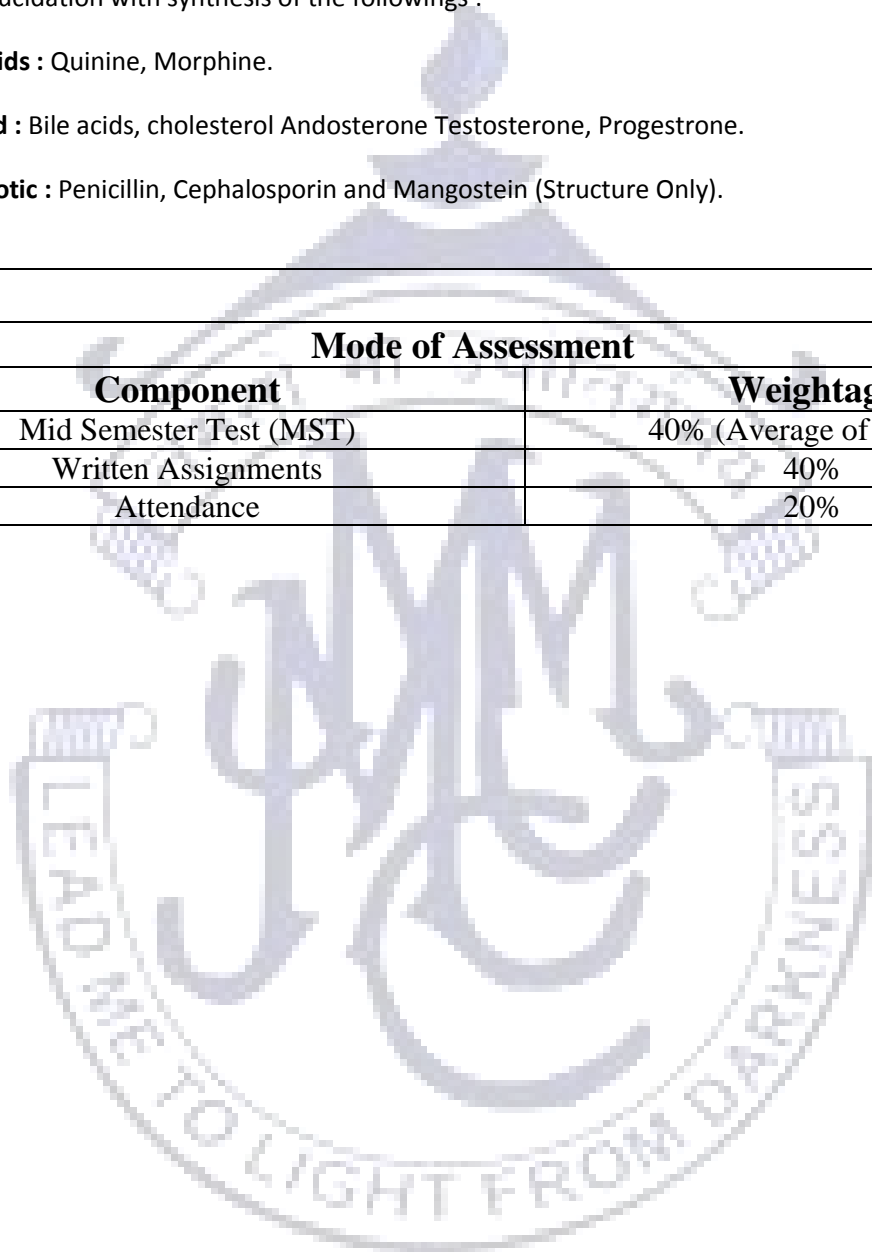 ucidation with synthesis of the followings :
ids : Quinine, Morphine.
d : Bile acids, cholesterol Andosterone Testosterone, Progestrone.
otic : Penicillin, Cephalosporin and Mangostein (Structure Only).
Mode of Assessment
Component Weightag
Mid Semester Test (MST) 40% (Average of
Written Assignments 40%
Attendance 20%
LEAD ME TO LIGHT FROM DARKNESS